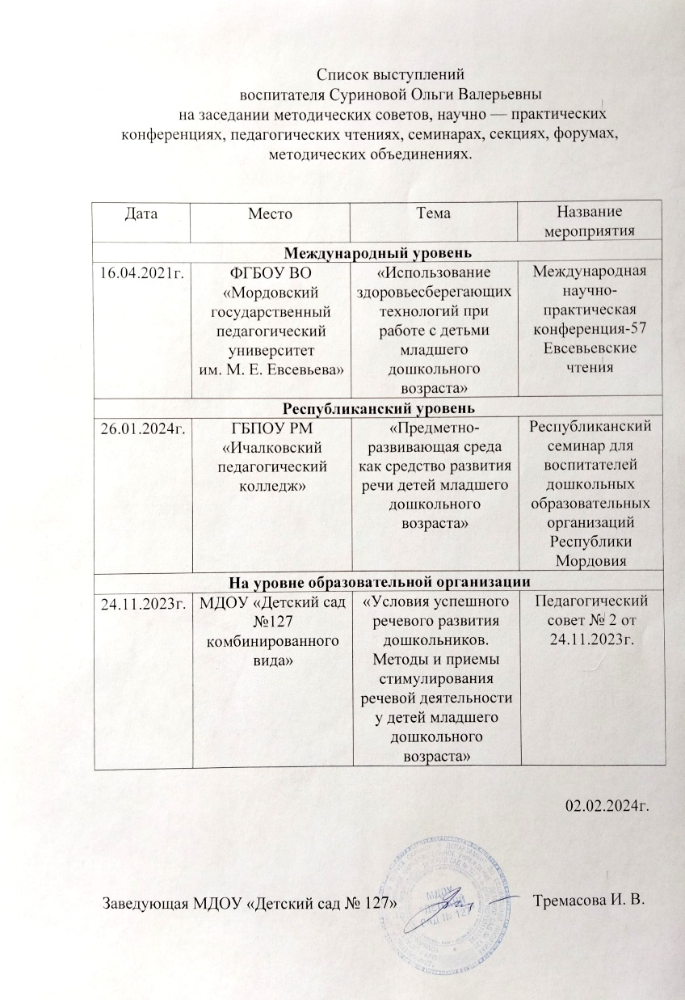 Список выступлений
воспитателя Суриновой Ольги Валерьевны
на заседании методических советов, научно — практических
конференциях, педагогических чтениях, семинарах, секциях, форумах,
методических объединениях.
Дата
Место
Тема
Название
мероприятия
Международный уровень
16.04.2021г.
ФГБОУ ВО
«Мордовский
государственный
педагогический
университет
им. М. Е. Евсевьева»
«Использование
здоровьесберегающих
технологий при
работе с детьми
младшего
дошкольного
возраста»
Международная
научно-
практическая
конференция-57
Евсевьевские
чтения
Республиканский уровень
26.01.2024г.
ГБПОУ РМ
«Ичалковский
педагогический
колледж»
«Предметно-
развивающая среда
как средство развития
речи детей младшего
дошкольного
возраста»
Республиканский
семинар для
воспитателей
дошкольных
образовательных
организаций
Республики
Мордовия
На уровне образовательной организации
24.11.2023г.
МДОУ «Детский сад
№127
комбинированного
вида»
«Условия успешного
речевого развития
дошкольников.
Методы и приемы
стимулирования
речевой деятельности
у детей младшего
дошкольного
возраста»
Педагогический
совет № 2 от
24.11.2023г.
02.02.2024г.
Заведующая МДОУ «Детский сад № 127»
Тремасова И. В.
МДОУ
ДЕТСКИЙ
САД № 127